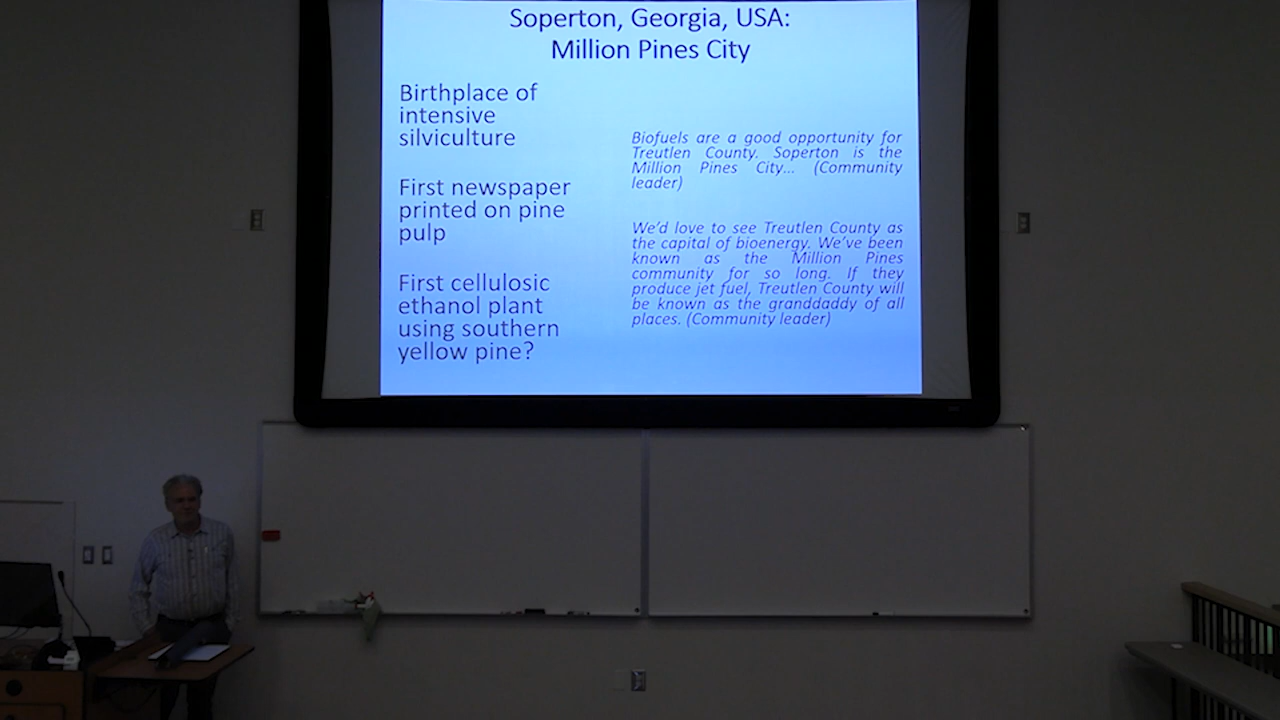 Soperton, Georgia, USA:
Million Pines City
Birthplace of
intensive
silviculture
First newspaper
printed on pine
pulp
First cellulosic
ethanol plant
using southern
yellow pine?
Biofuels are a good opportunity for
Treutlen County. Soperton is the
Million Pines City... (Community
leader)
We'd love to see Treutlen County as
the capital of bioenergy. We've been
known as the Million Pines
community for so long. If they
produce jet fuel, Treutlen County will
be known as the granddaddy of all
places. (Community leader)